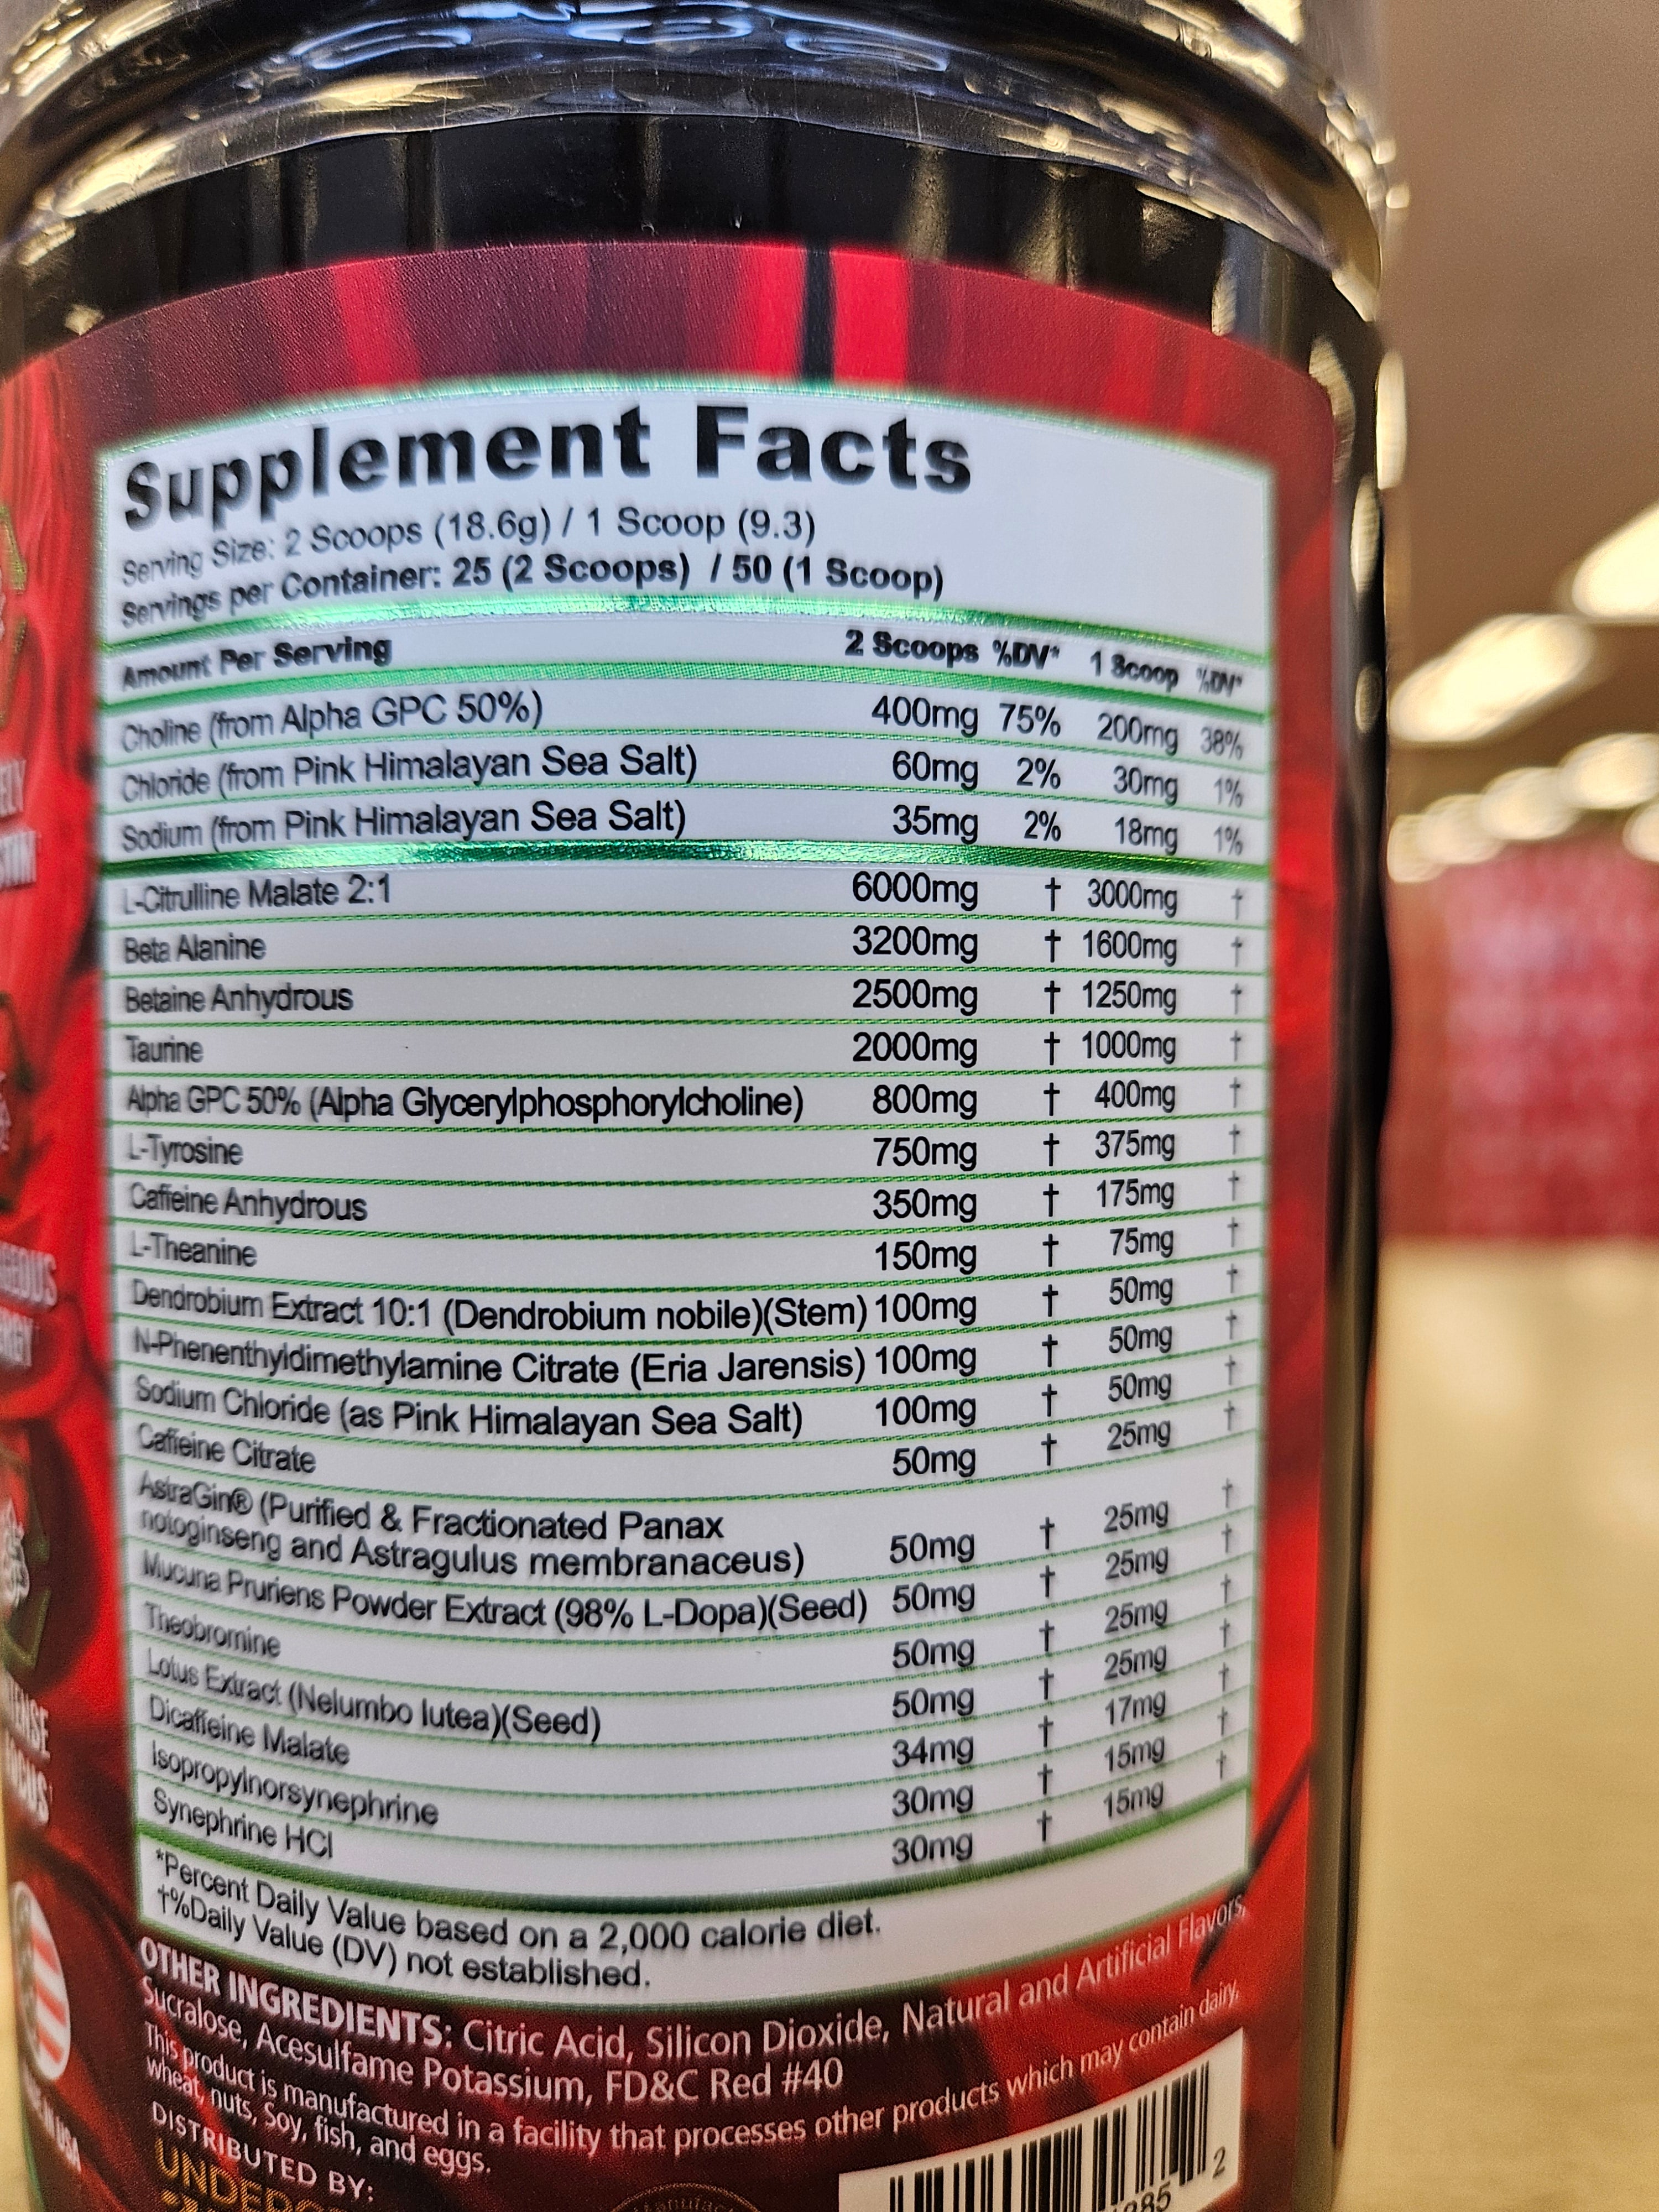 Supplement Facts
Serving Size: 2 Scoops (18.6g) / 1 Scoop (9.3)
Servings per Container: 25 (2 Scoops) / 50 (1 Scoop)
Amount Per Serving 2 Scoops %DV* 1 Scoop %DV*
Choline (from Alpha GPC 50%) 400mg 75% 200mg 38%
Chloride (from Pink Himalayan Sea Salt) 60mg 2% 30mg 1%
Sodium (from Pink Himalayan Sea Salt) 35mg 2% 18mg 1%
L-Citrulline Malate 2:1 6000mg † 3000mg †
Beta Alanine 3200mg † 1600mg †
Betaine Anhydrous 2500mg † 1250mg †
Taurine 2000mg † 1000mg †
Alpha GPC 50% (Alpha Glycerylphosphorylcholine) 800mg † 400mg †
L-Tyrosine 750mg † 375mg †
Caffeine Anhydrous 350mg † 175mg †
L-Theanine 150mg † 75mg †
Dendrobium Extract 10:1 (Dendrobium nobile)(Stem) 100mg † 50mg †
N-Phenenthyldimethylamine Citrate (Eria Jarensis) 100mg † 50mg †
Sodium Chloride (as Pink Himalayan Sea Salt) 100mg † 50mg †
Caffeine Citrate 50mg † 25mg †
AstraGin® (Purified & Fractionated Panax
notoginseng and Astragulus membranaceus) 50mg † 25mg †
Mucuna Pruriens Powder Extract (98% L-Dopa)(Seed) 50mg † 25mg †
Theobromine 50mg † 25mg †
Lotus Extract (Nelumbo lutea)(Seed) 50mg † 25mg †
Dicaffeine Malate 34mg † 17mg †
Isopropylnorsynephrine 30mg † 15mg †
Synephrine HCl 30mg † 15mg †
*Percent Daily Value based on a 2,000 calorie diet.
†%Daily Value (DV) not established.
OTHER INGREDIENTS: Citric Acid, Silicon Dioxide, Natural and Artificial Flavors,
Sucralose, Acesulfame Potassium, FD&C Red #40
This product is manufactured in a facility that processes other products which may contain dairy,
wheat, nuts, Soy, fish, and eggs.
DISTRIBUTED BY:
2